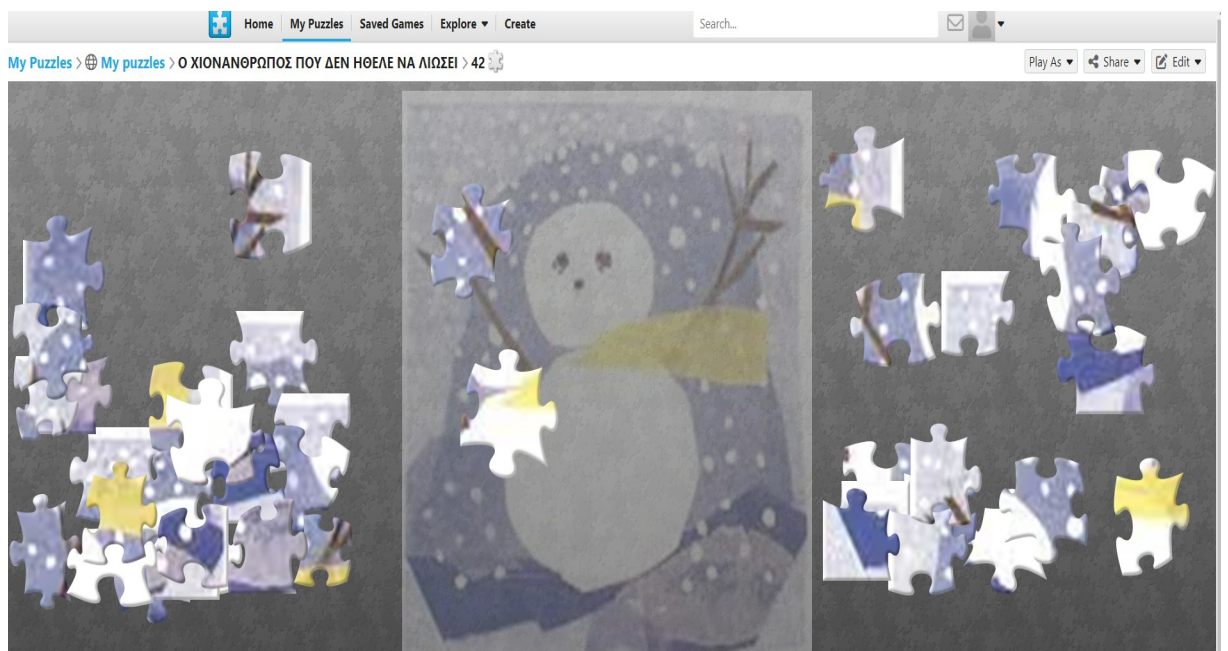 Home My Puzzles Saved Games Explore Create Search...
My Puzzles > My puzzles > Ο ΧΙΟΝΑΝΘΡΩΠΟΣ ΠΟΥ ΔΕΝ ΗΘΕΛΕ ΝΑ ΛΙΩΣΕΙ > 42 Play As Share Edit